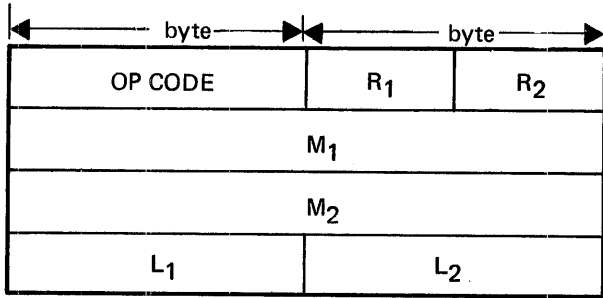 byte byte
OP CODE R1 R2
M1
M2
L1 L2